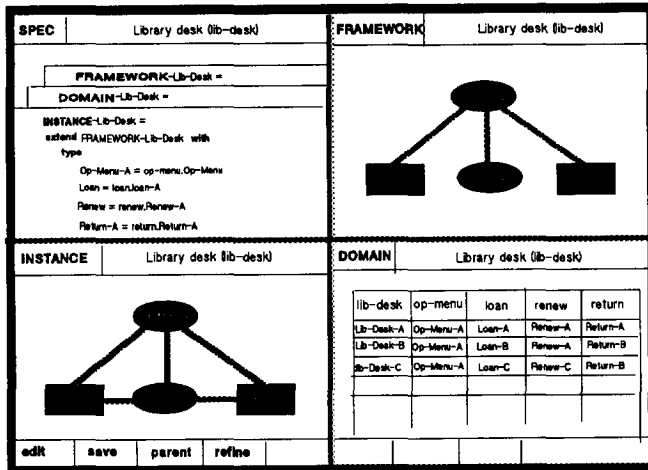 SPEC Library desk (lib-desk)
FRAMEWORK-Lib-Desk =
DOMAIN-Lib-Desk =
INSTANCE-Lib-Desk =
extend FRAMEWORK-Lib-Desk with
type
Op-Menu-A = op-menu.Op-Menu
Loan = loan.loan-A
Renew = renew.Renew-A
Return-A = return.Return-A
FRAMEWORK Library desk (lib-desk)
INSTANCE Library desk (lib-desk)
edit save parent refine
DOMAIN Library desk (lib-desk)
lib-desk op-menu loan renew return
Lib-Desk-A Op-Menu-A Loan-A Renew-A Return-A
Lib-Desk-B Op-Menu-A Loan-B Renew-A Return-B
lib-Desk-C Op-Menu-A Loan-C Renew-C Return-B